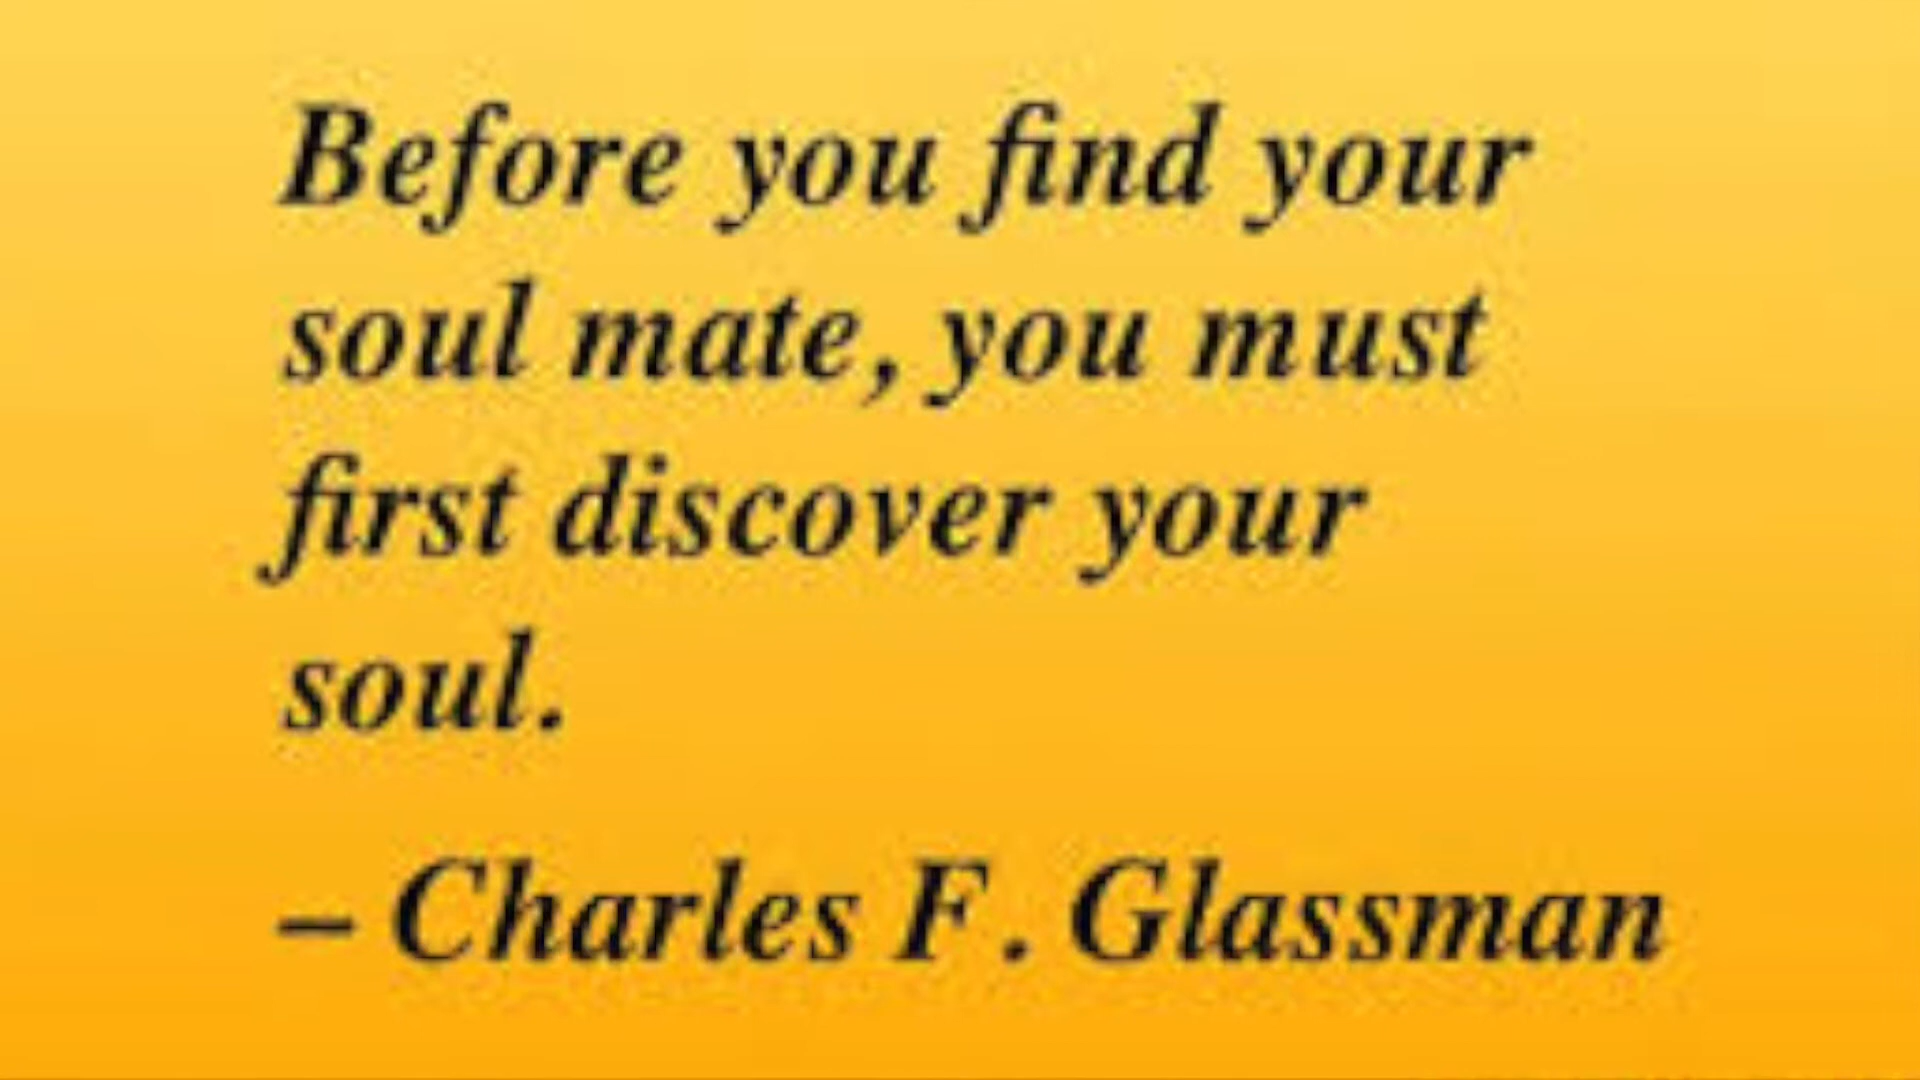 Before you find your
soul mate, you must
first discover your
soul.
– Charles F. Glassman